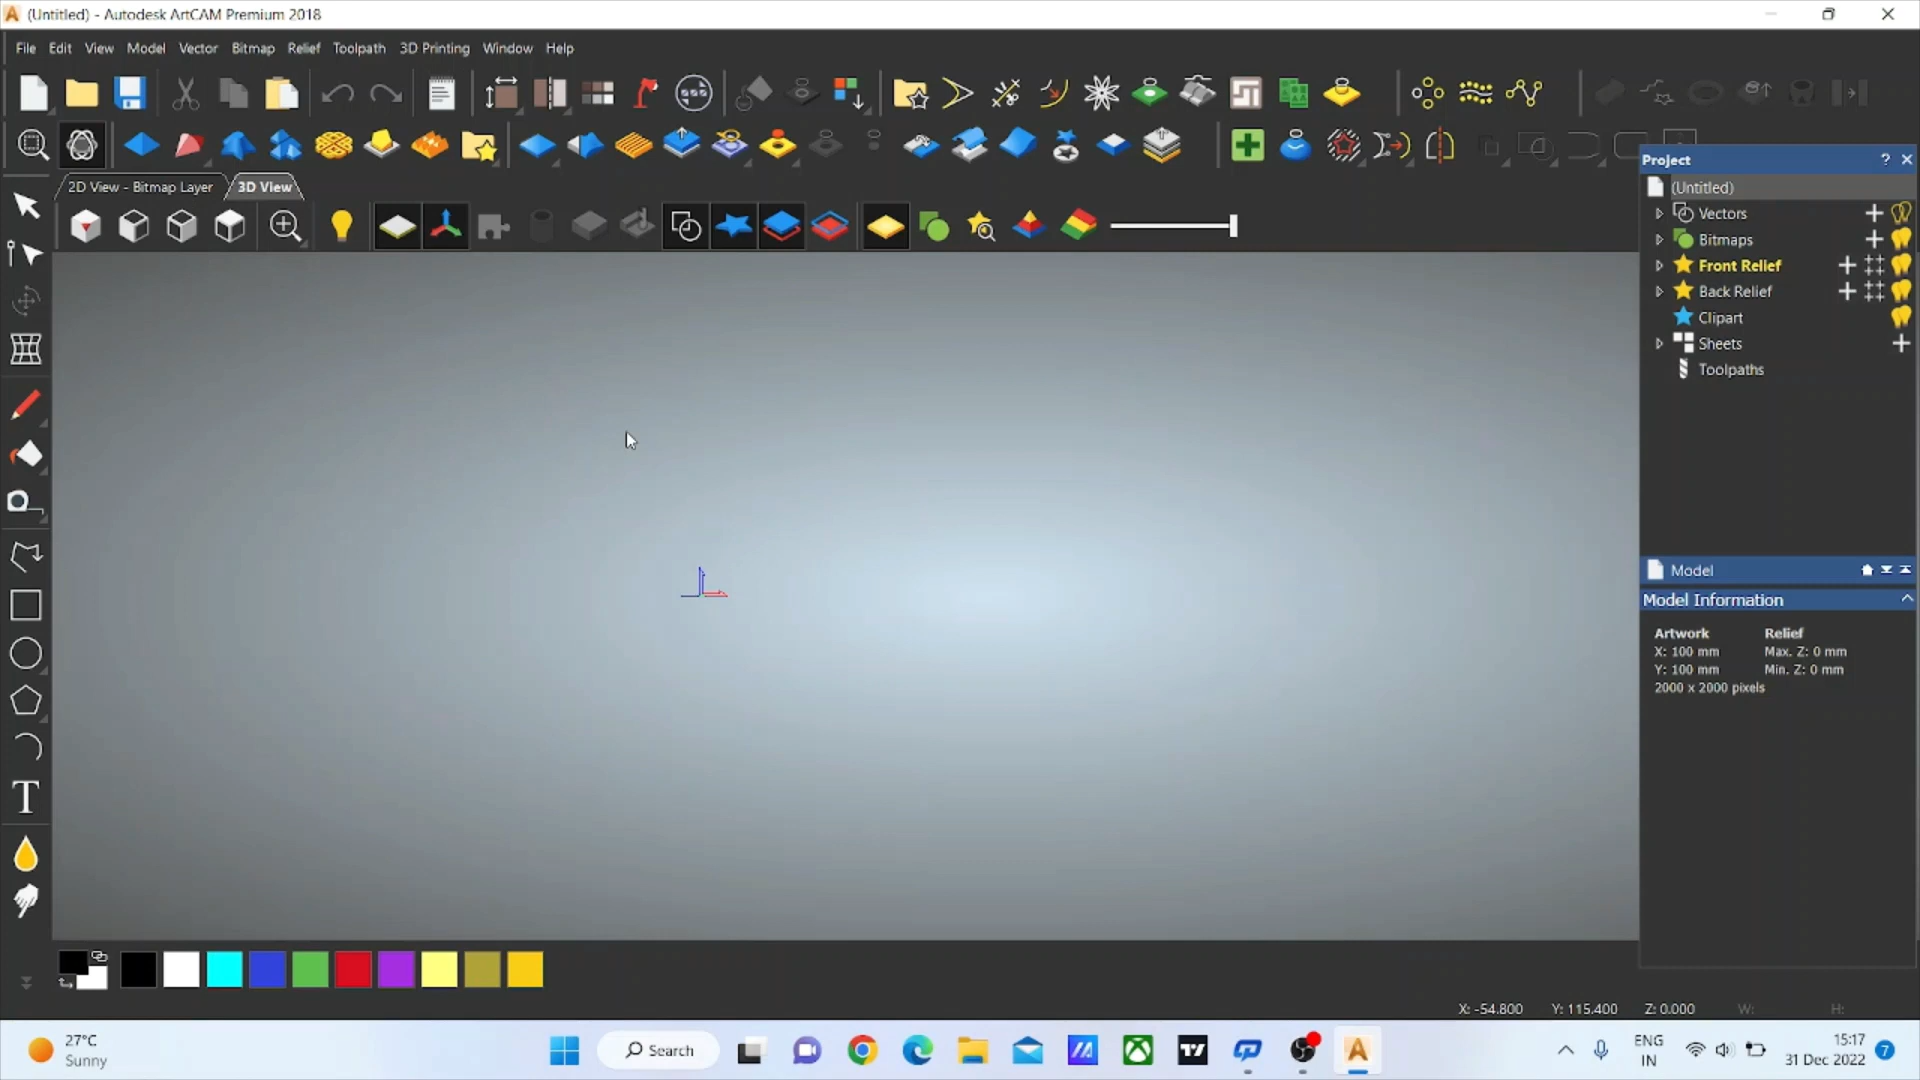 (Untitled) - Autodesk ArtCAM Premium 2018
File Edit View Model Vector Bitmap Relief Toolpath 3D Printing Window Help
2D View - Bitmap Layer 3D View
Project ?
(Untitled)
Vectors
Bitmaps
Front Relief
Back Relief
Clipart
Sheets
Toolpaths
Model
Model Information
Artwork Relief
X: 100 mm Max. Z: 0 mm
Y: 100 mm Min. Z: 0 mm
2000 x 2000 pixels
T
X: -54.800 Y: 115.400 Z: 0.000 W: H:
27°C
Sunny
Search
ENG
IN
15:17
31 Dec 2022
7